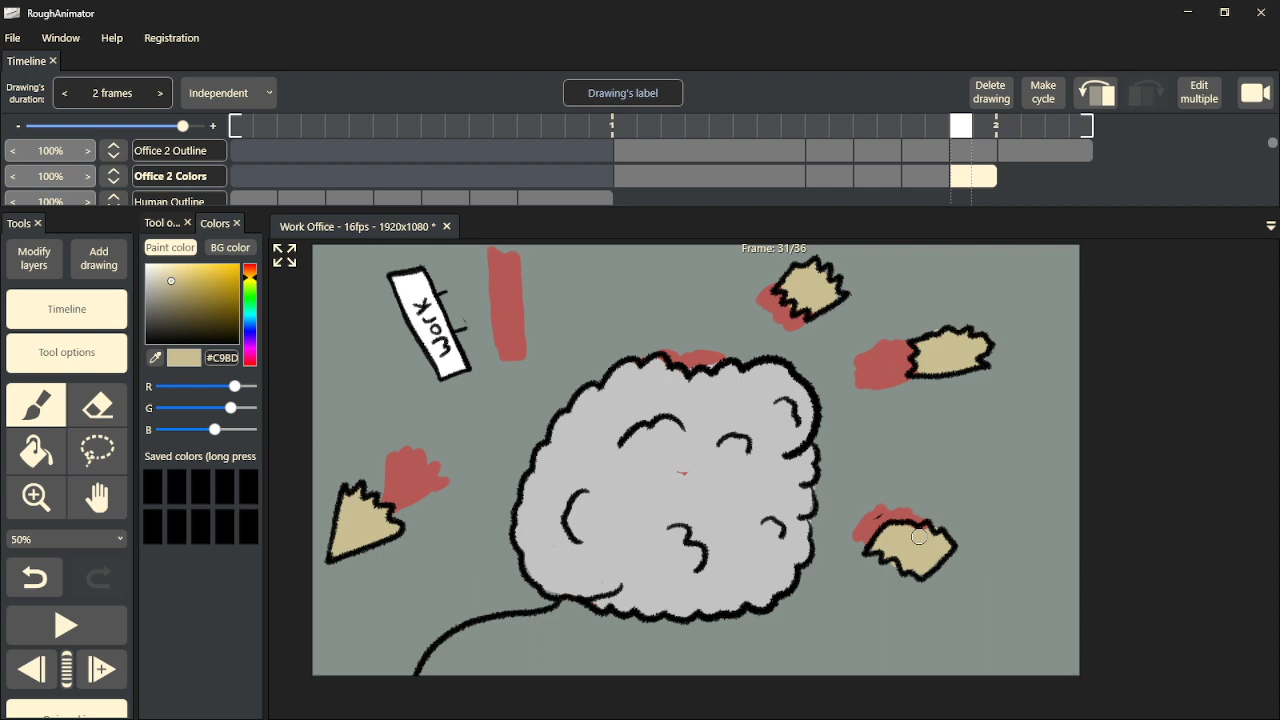 RoughAnimator
File Window Help Registration
Timeline
Drawing's duration:
< 2 frames >
Independent
Drawing's label
Delete drawing
Make cycle
Edit multiple
- +
1 2
< 100% > Office 2 Outline
< 100% > Office 2 Colors
< 100% > Human Outline
Tools
Tool o... Colors
Work Office - 16fps - 1920x1080 *
Modify layers
Add drawing
Paint color BG color
Frame: 31/36
Timeline
Tool options
#C9BD
R
G
B
Saved colors (long press
50%
Work